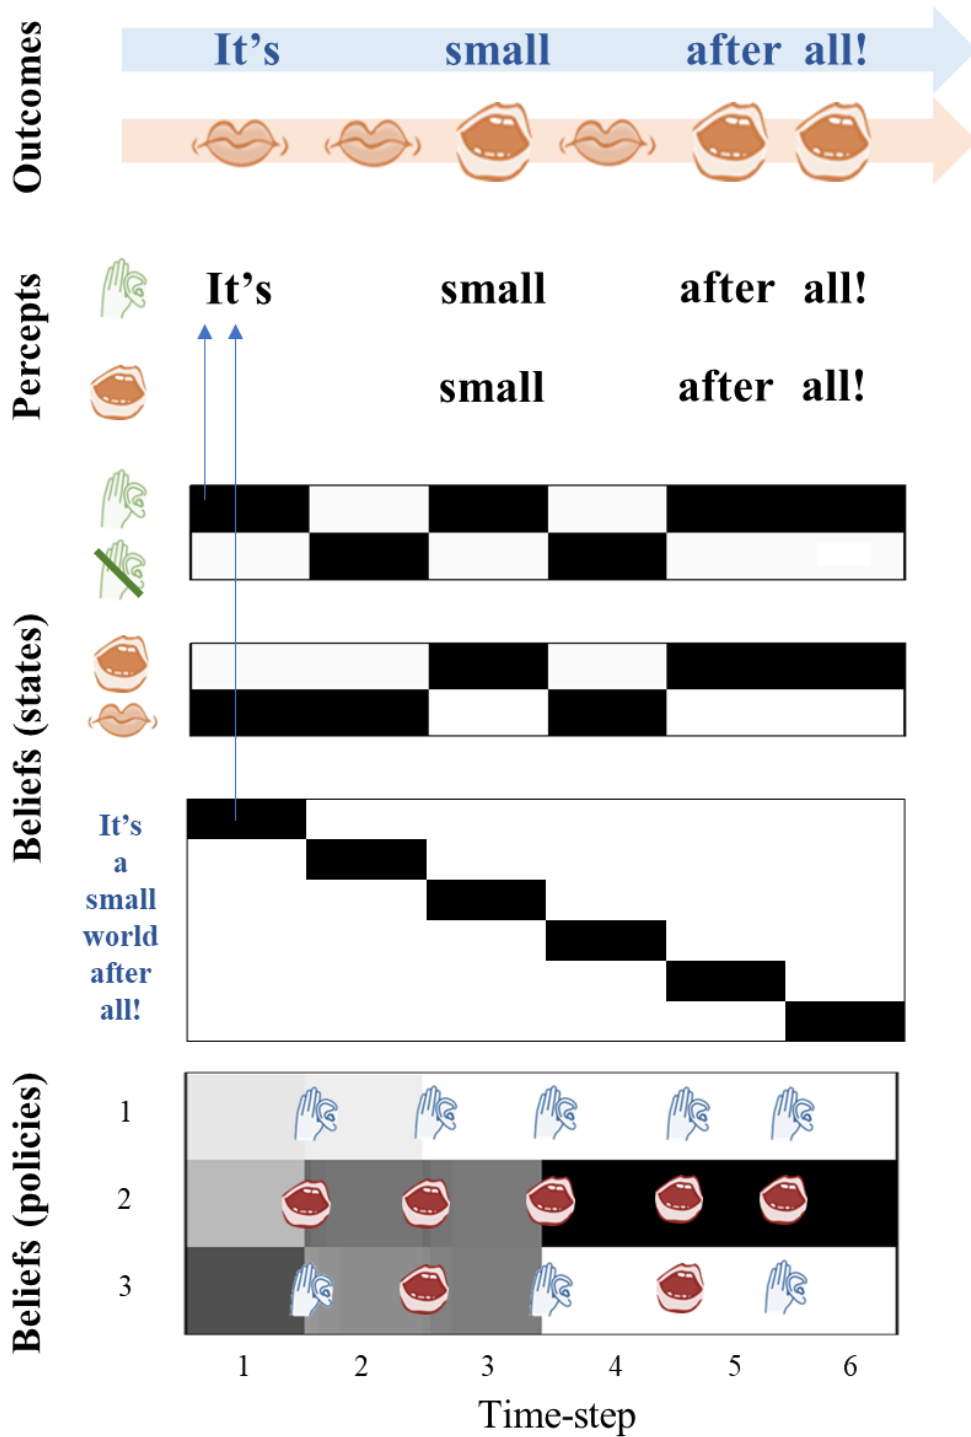 Outcomes
It's small after all!
Percepts
It's small after all!
small after all!
Beliefs (states)
It's
a
small
world
after
all!
Beliefs (policies)
1
2
3
1 2 3 4 5 6
Time-step